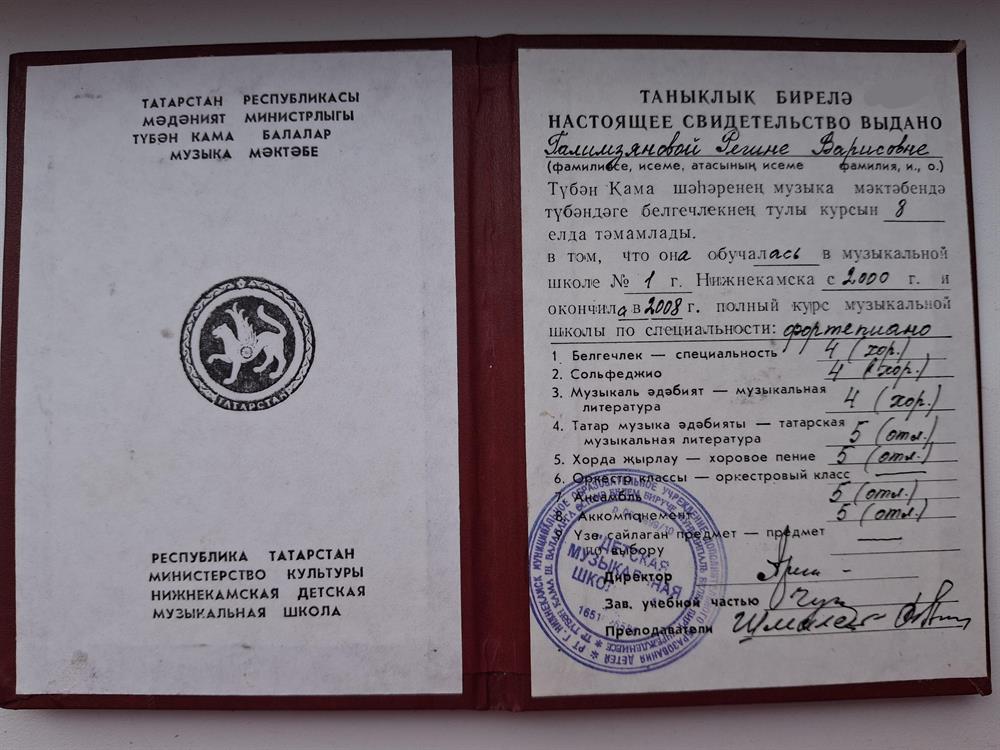 ТАТАРСТАН РЕСПУБЛИКАСЫ
МӘДӘНИЯТ МИНИСТРЛЫГЫ
ТҮБӘН КАМА БАЛАЛАР
МУЗЫКА МӘКТӘБЕ
ТАТАРСТАН
РЕСПУБЛИКА ТАТАРСТАН
МИНИСТЕРСТВО КУЛЬТУРЫ
НИЖНЕКАМСКАЯ ДЕТСКАЯ
МУЗЫКАЛЬНАЯ ШКОЛА
ТАНЫКЛЫК БИРЕЛӘ
НАСТОЯЩЕЕ СВИДЕТЕЛЬСТВО ВЫДАНО
Галимзяновой Регине Варисовне
(фамилиясе, исеме, атасының исеме фамилия, и., о.)
Түбән Кама шәһәренең музыка мәктәбендә
түбәндәге белгечлекнең тулы курсын 8
елда тәмамлады.
в том, что она обучалась в музыкальной
школе № 1 г. Нижнекамска с 2000 г. и
окончила в 2008 г. полный курс музыкальной
школы по специальности: фортепиано
1. Белгечлек — специальность 4 (хор.)
2. Сольфеджио 4 (хор.)
3. Музыкаль әдәбият — музыкальная
литература 4 (хор.)
4. Татар музыка әдәбияты — татарская
музыкальная литература 5 (отл.)
5. Хорда җырлау — хоровое пение 5 (отл.)
6. Оркестр классы — оркестровый класс —
7. Ансамбль 5 (отл.)
8. Аккомпанемент 5 (отл.)
Үзе сайлаган предмет — предмет
по выбору —
Директор
Зав. учебной частью
Преподаватели
ДЕТСКАЯ
МУЗЫКАЛЬНАЯ